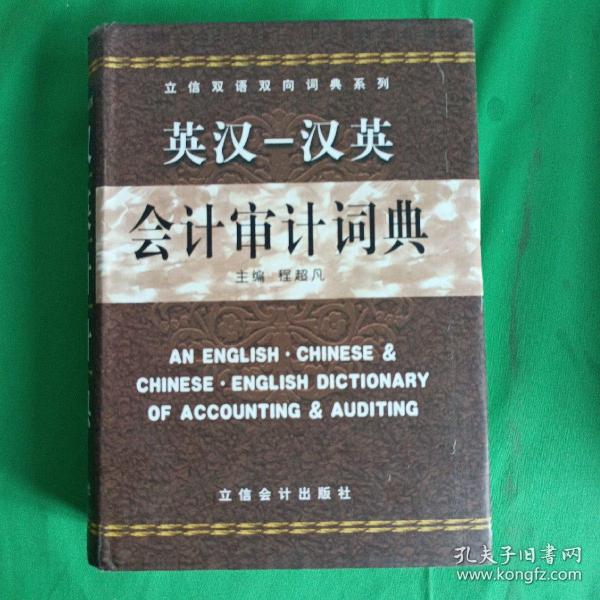 立信双语双向词典系列
英汉－汉英
会计审计词典
主编 程超凡
AN ENGLISH · CHINESE &
CHINESE · ENGLISH DICTIONARY
OF ACCOUNTING & AUDITING
立信会计出版社
孔夫子旧書网
www.kongfz.com